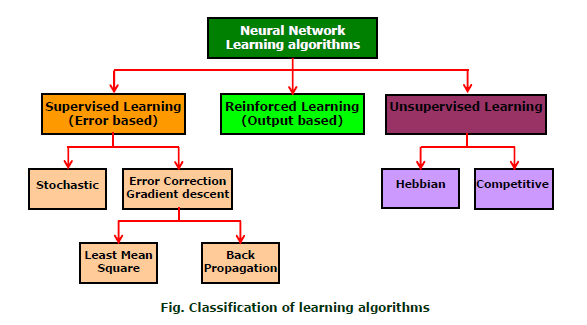 Neural Network
Learning algorithms
Supervised Learning
(Error based)
Reinforced Learning
(Output based)
Unsupervised Learning
Stochastic
Error Correction
Gradient descent
Hebbian
Competitive
Least Mean
Square
Back
Propagation
Fig. Classification of learning algorithms